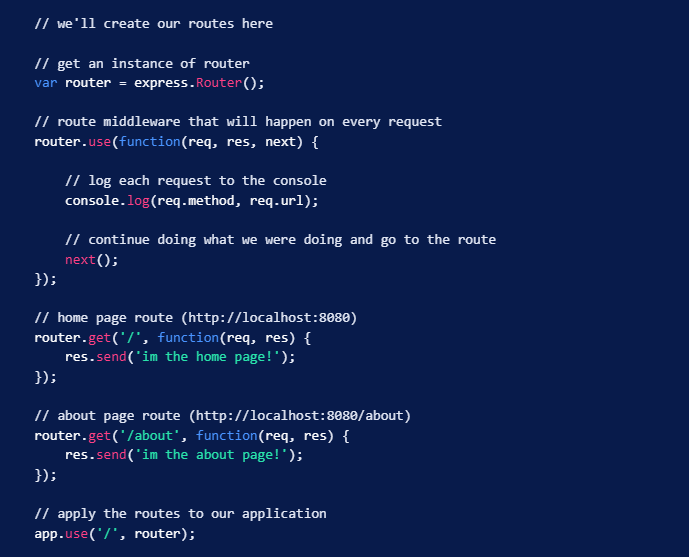 // we'll create our routes here
// get an instance of router
var router = express.Router();
// route middleware that will happen on every request
router.use(function(req, res, next) {
// log each request to the console
console.log(req.method, req.url);
// continue doing what we were doing and go to the route
next();
});
// home page route (http://localhost:8080)
router.get('/', function(req, res) {
res.send('im the home page!');
});
// about page route (http://localhost:8080/about)
router.get('/about', function(req, res) {
res.send('im the about page!');
});
// apply the routes to our application
app.use('/', router);